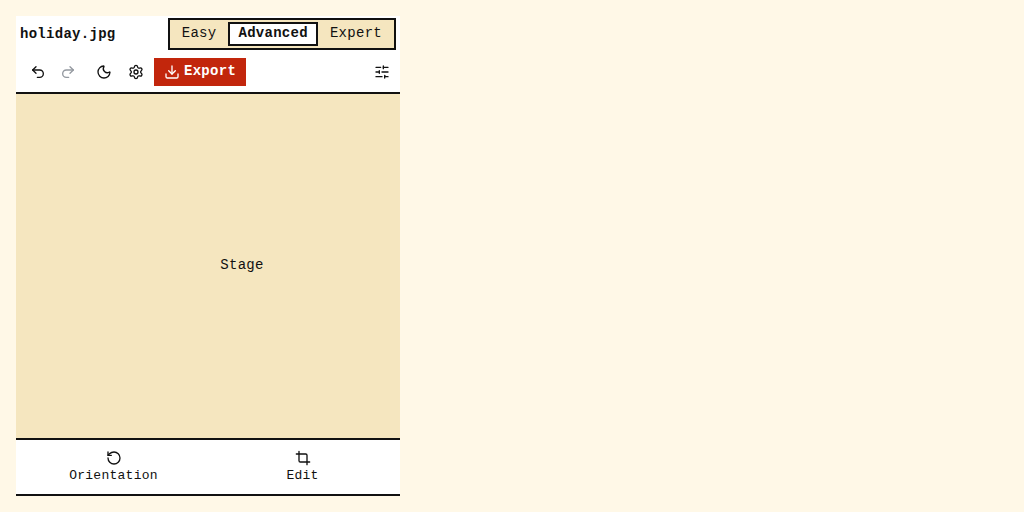 holiday.jpg
Easy Advanced Expert
Export
Stage
Orientation Edit